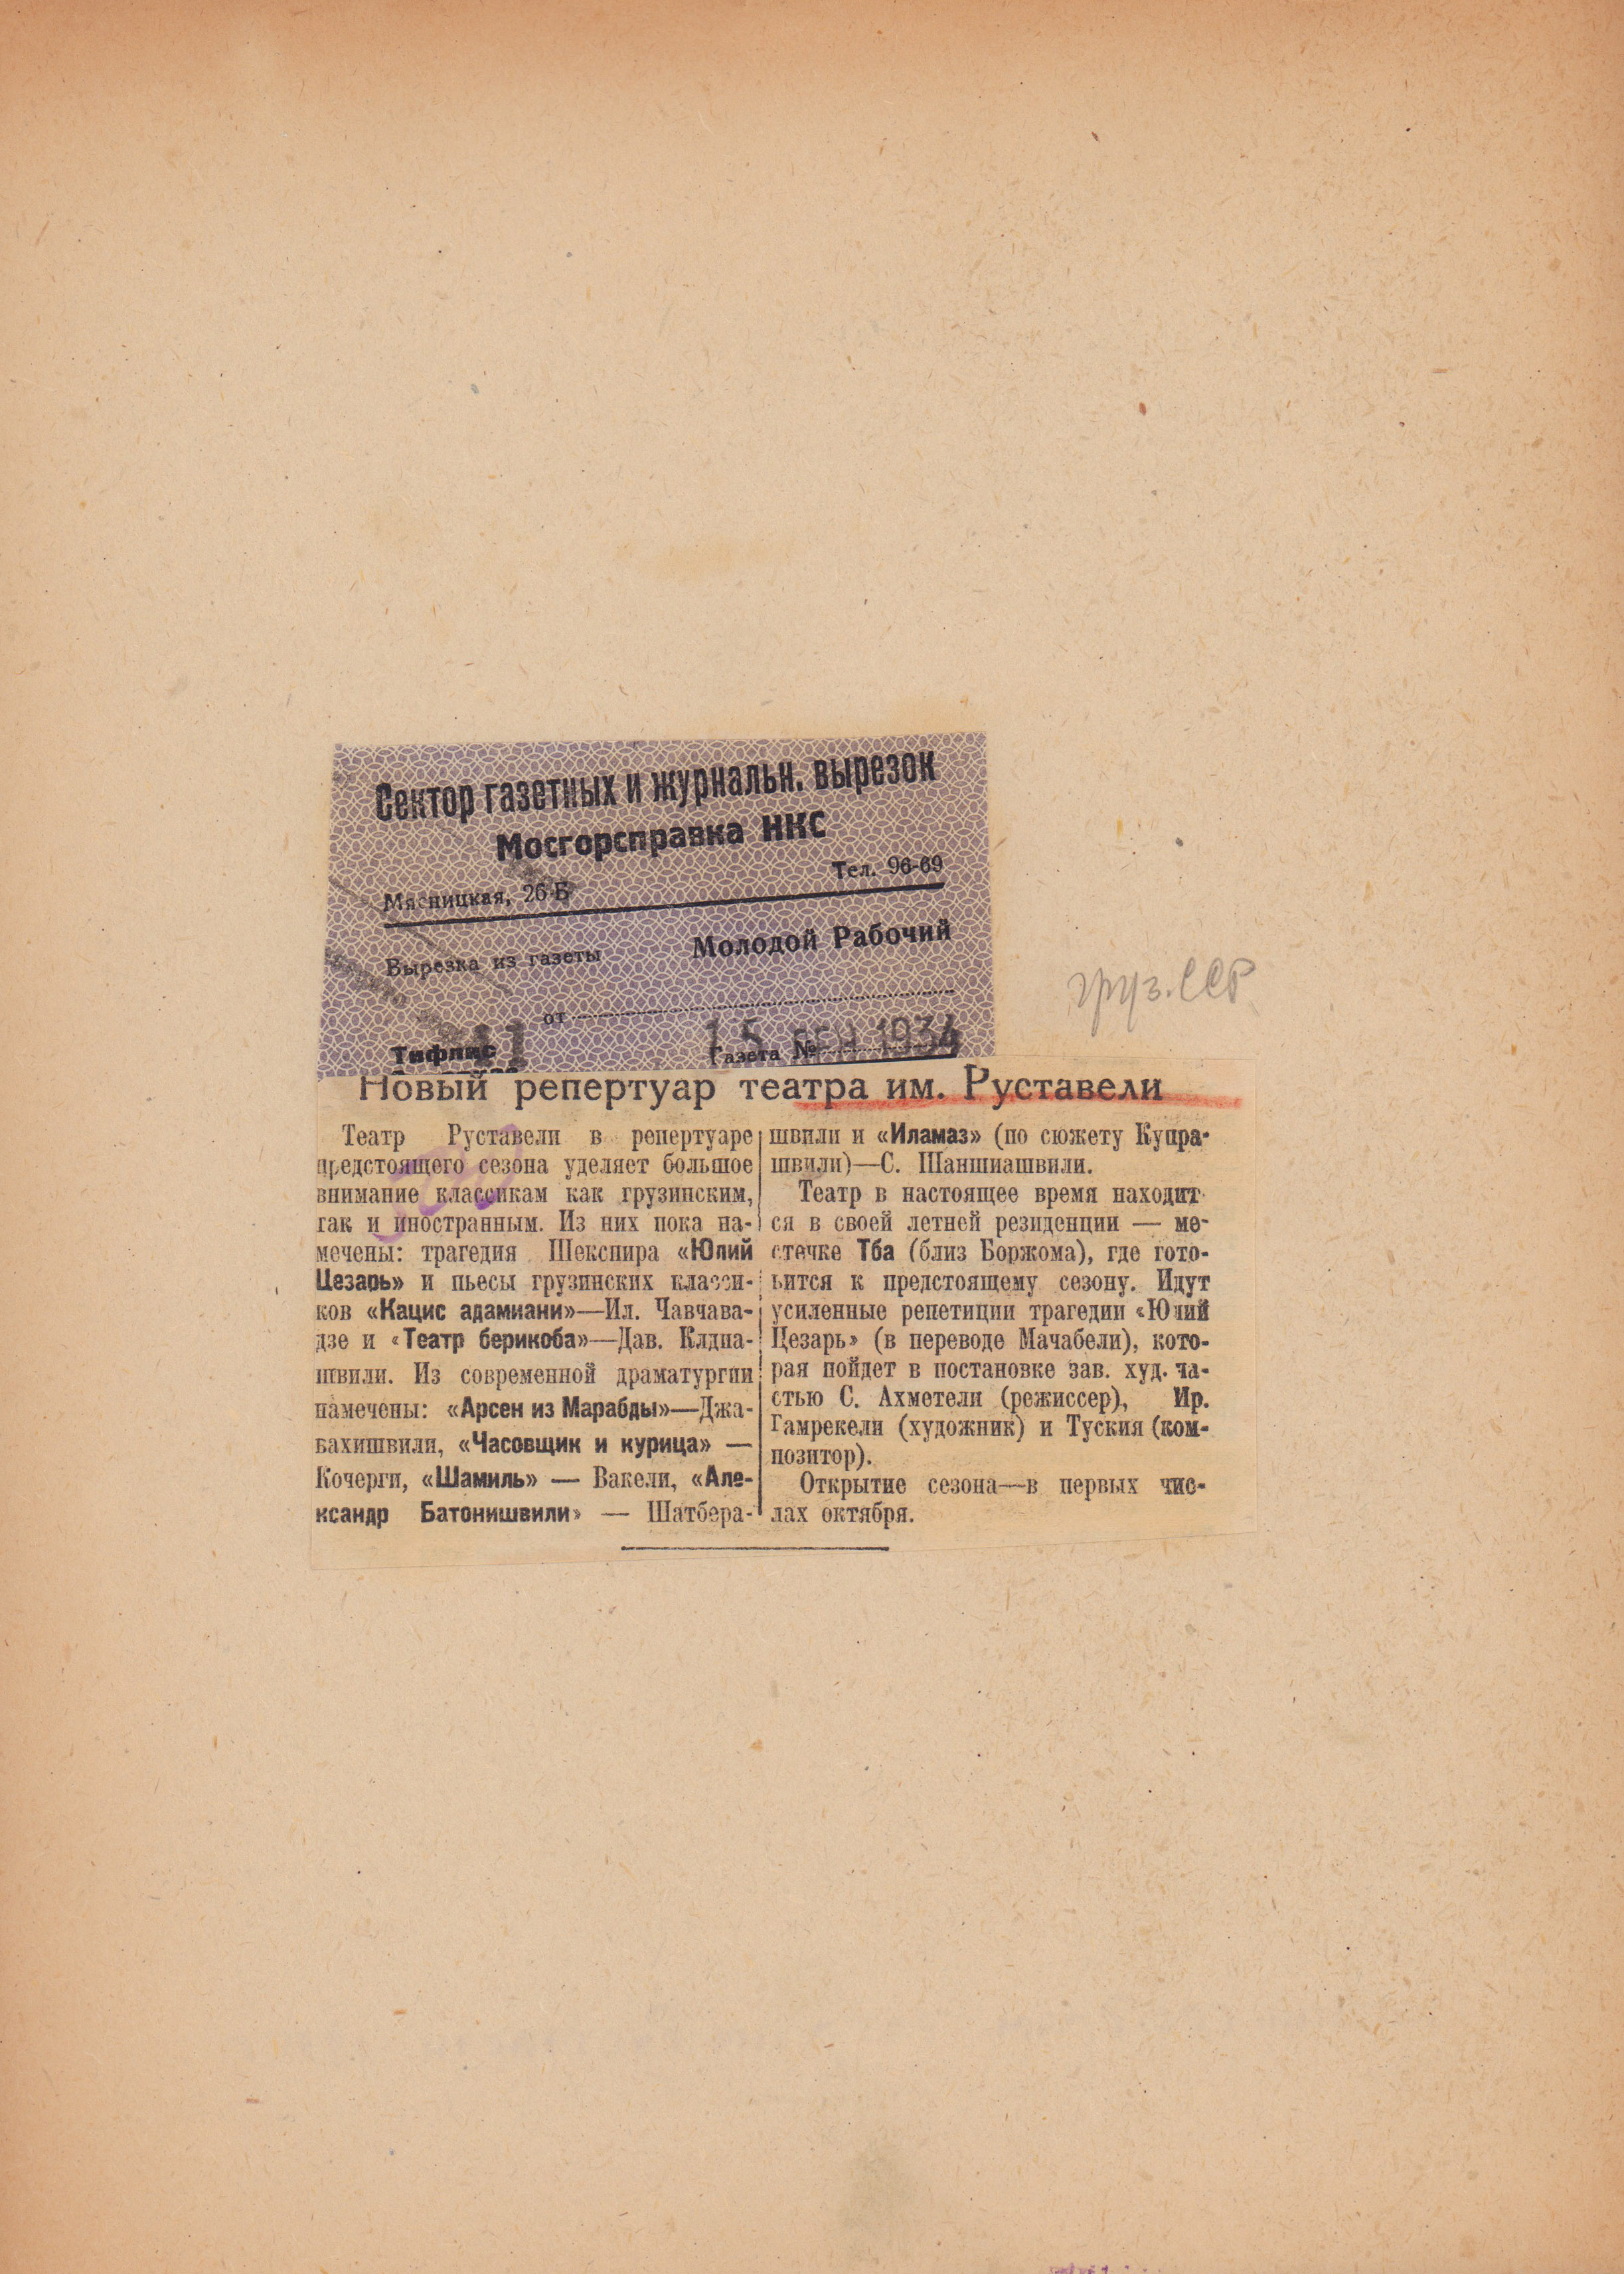 Сектор газетных и журнальн. вырезок
Мосгорсправка НКС
Мясницкая, 26-Б Тел. 96-69
Вырезка из газеты Молодой Рабочий
от
15 СЕН 1934
Тифлис Газета №
груз. ССР
Новый репертуар театра им. Руставели
Театр Руставели в репертуаре
предстоящего сезона уделяет большое
внимание классикам как грузинским,
так и иностранным. Из них пока на-
мечены: трагедия Шекспира «Юлий
Цезарь» и пьесы грузинских класси-
ков «Кацис адамиани»—Ил. Чавчава-
дзе и «Театр берикоба»—Дав. Клдиа-
швили. Из современной драматургии
намечены: «Арсен из Марабды»—Джа-
вахишвили, «Часовщик и курица» —
Кочерги, «Шамиль» — Вакели, «Але-
ксандр Батонишвили» — Шатбера-
швили и «Иламаз» (по сюжету Купра-
швили)—С. Шаншиашвили.
Театр в настоящее время находит-
ся в своей летней резиденции — ме-
стечке Тба (близ Боржома), где гото-
вится к предстоящему сезону. Идут
усиленные репетиции трагедии «Юлий
Цезарь» (в переводе Мачабели), кото-
рая пойдет в постановке зав. худ. ча-
стью С. Ахметели (режиссер), Ир.
Гамрекели (художник) и Туския (ком-
позитор).
Открытие сезона—в первых чис-
лах октября.